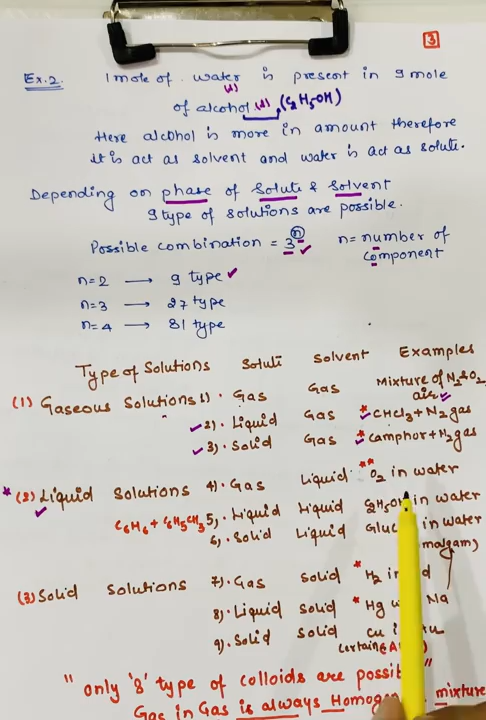 3
Ex.2. 1 mole of water is present in 9 mole
(l)
of alcohol (l), (C2H5OH)
Here alcohol is more in amount therefore
it is act as solvent and water is act as solute.
Depending on phase of Solute & Solvent
9 type of solutions are possible.
Possible combination = 3^n n= number of component
n=2 → 9 type
n=3 → 27 type
n=4 → 81 type
Type of Solutions Solute Solvent Examples
(1) Gaseous Solutions 1). Gas Gas Mixture of N2 & O2 air
2). Liquid Gas *CHCl3 + N2 gas
3). Solid Gas *camphor + N2 gas
*(2) Liquid Solutions 4). Gas Liquid **O2 in water
C6H6 + C6H5CH3 5). Liquid Liquid C2H5OH in water
6). Solid Liquid in water
(3) Solid Solutions 7). Gas Solid *H2 in
8). Liquid Solid *Hg Na
9). Solid Solid Cu
certain
"only '8' type of colloids are
Gas in Gas is always mixture